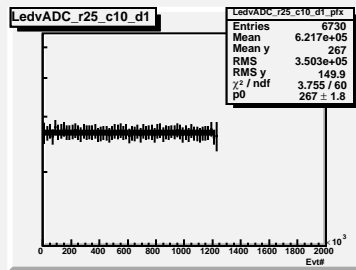 LedvADC_r25_c10_d1
LedvADC_r25_c10_d1_pfx
Entries 6730
Mean 6.217e+05
Mean y 267
RMS 3.503e+05
RMS y 149.9
χ² / ndf 3.755 / 60
p0 267 ± 1.8
0 200 400 600 800 1000 1200 1400 1600 1800 2000
×10³
Evt#